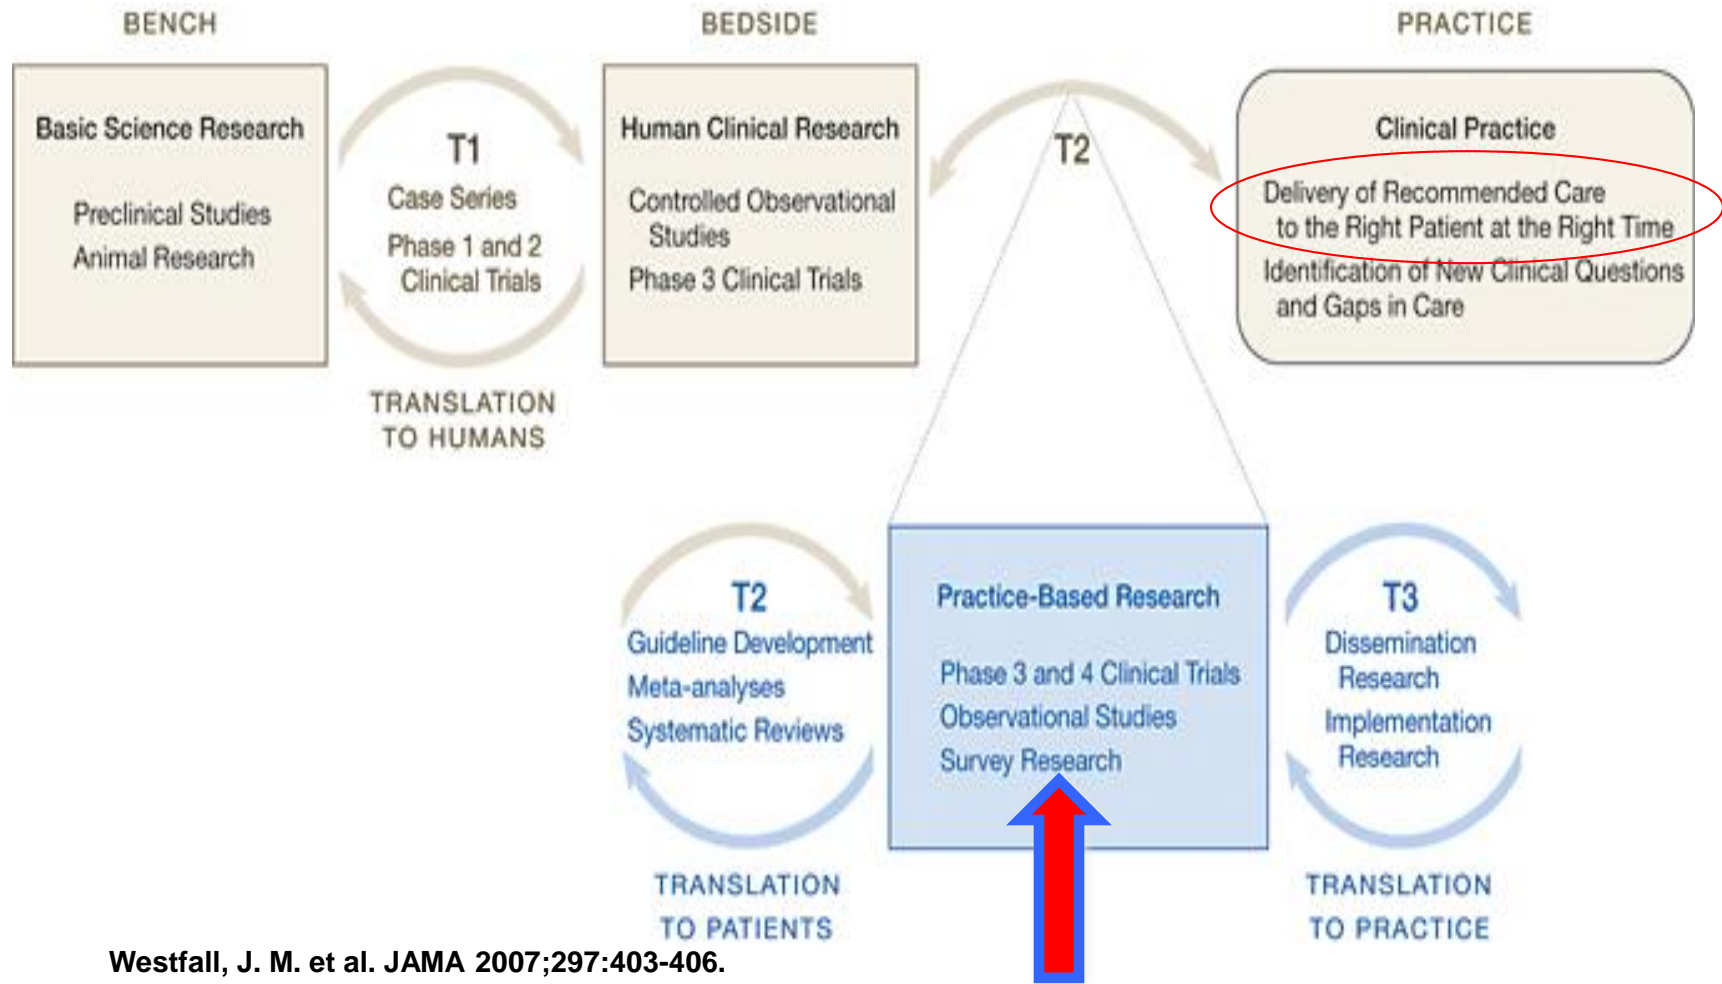 BENCH
BEDSIDE
PRACTICE
Basic Science Research
Preclinical Studies
Animal Research
T1
Case Series
Phase 1 and 2
Clinical Trials
TRANSLATION
TO HUMANS
Human Clinical Research
Controlled Observational
Studies
Phase 3 Clinical Trials
T2
Clinical Practice
Delivery of Recommended Care
to the Right Patient at the Right Time
Identification of New Clinical Questions
and Gaps in Care
T2
Guideline Development
Meta-analyses
Systematic Reviews
TRANSLATION
TO PATIENTS
Practice-Based Research
Phase 3 and 4 Clinical Trials
Observational Studies
Survey Research
T3
Dissemination
Research
Implementation
Research
TRANSLATION
TO PRACTICE
Westfall, J. M. et al. JAMA 2007;297:403-406.